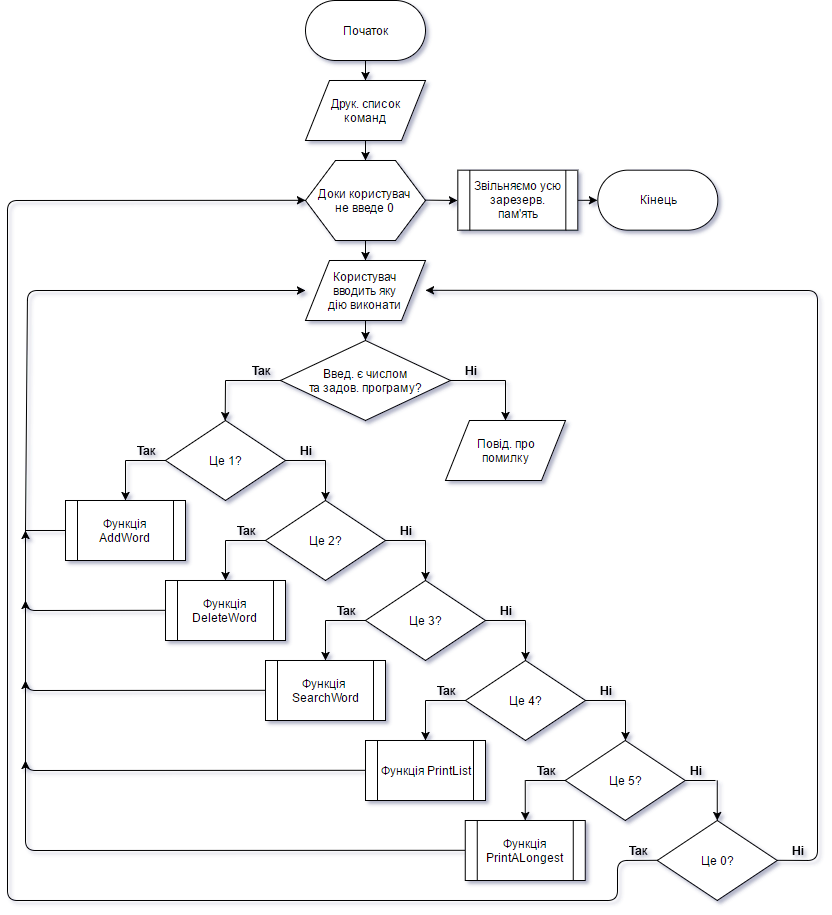 Початок
Друк. список
команд
Доки користувач
не введе 0
Звільняємо усю
зарезерв.
пам'ять
Кінець
Користувач
вводить яку
дію виконати
Введ. є числом
та задов. програму?
Так
Ні
Повід. про
помилку
Це 1?
Так
Ні
Функція
AddWord
Це 2?
Так
Ні
Функція
DeleteWord
Це 3?
Так
Ні
Функція
SearchWord
Це 4?
Так
Ні
Функція PrintList
Це 5?
Так
Ні
Функція
PrintALongest
Це 0?
Так
Ні